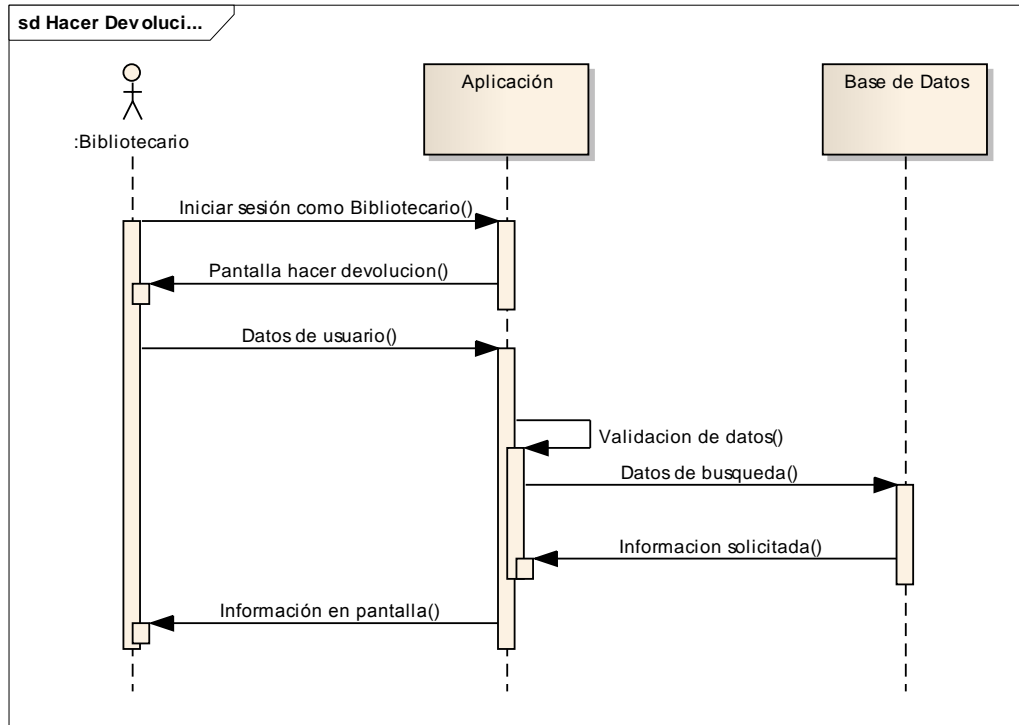 sd Hacer Devoluci...
:Bibliotecario
Aplicación
Base de Datos
Iniciar sesión como Bibliotecario()
Pantalla hacer devolucion()
Datos de usuario()
Validacion de datos()
Datos de busqueda()
Informacion solicitada()
Información en pantalla()